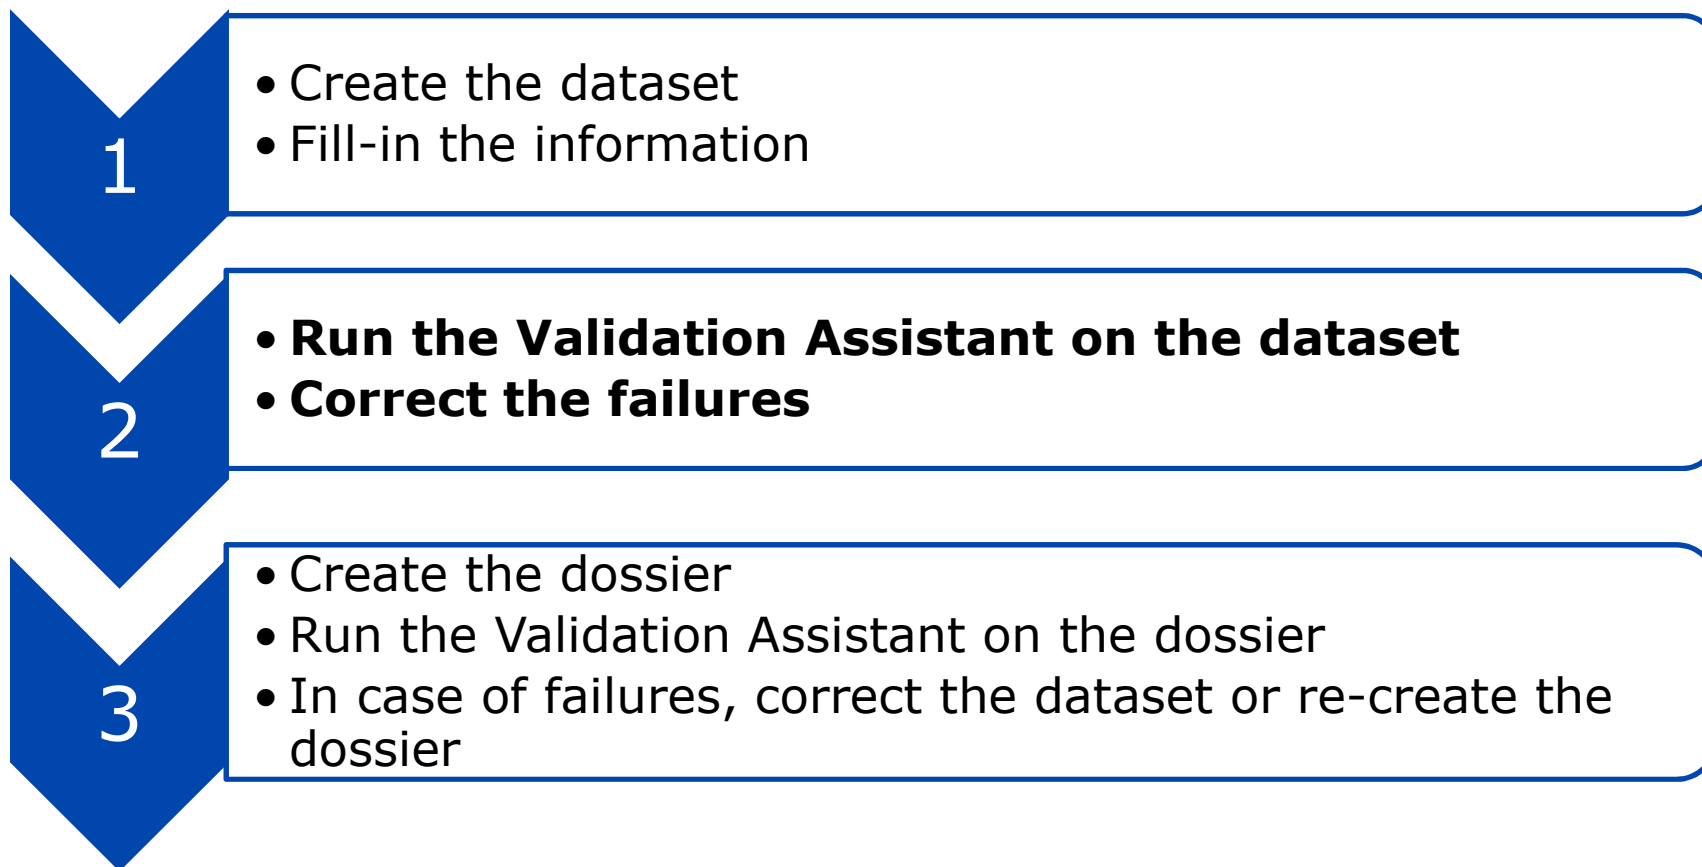 1
• Create the dataset
• Fill-in the information
2
• Run the Validation Assistant on the dataset
• Correct the failures
3
• Create the dossier
• Run the Validation Assistant on the dossier
• In case of failures, correct the dataset or re-create the
dossier